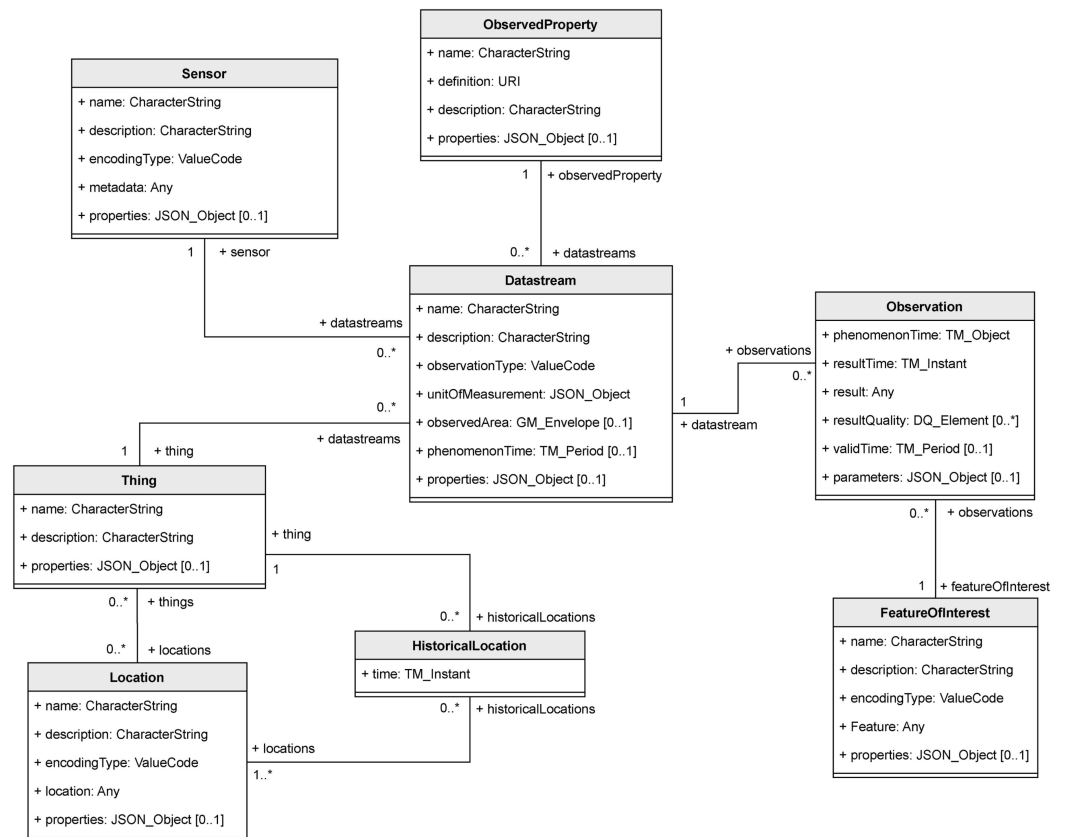 ObservedProperty
+ name: CharacterString
+ definition: URI
+ description: CharacterString
+ properties: JSON_Object [0..1]
1
+ observedProperty
0..*
+ datastreams
Sensor
+ name: CharacterString
+ description: CharacterString
+ encodingType: ValueCode
+ metadata: Any
+ properties: JSON_Object [0..1]
1
+ sensor
+ datastreams
0..*
Datastream
+ name: CharacterString
+ description: CharacterString
+ observationType: ValueCode
+ unitOfMeasurement: JSON_Object
+ observedArea: GM_Envelope [0..1]
+ phenomenonTime: TM_Period [0..1]
+ properties: JSON_Object [0..1]
+ observations
0..*
1
+ datastream
Observation
+ phenomenonTime: TM_Object
+ resultTime: TM_Instant
+ result: Any
+ resultQuality: DQ_Element [0..*]
+ validTime: TM_Period [0..1]
+ parameters: JSON_Object [0..1]
0..*
+ observations
1
+ featureOfInterest
FeatureOfInterest
+ name: CharacterString
+ description: CharacterString
+ encodingType: ValueCode
+ Feature: Any
+ properties: JSON_Object [0..1]
0..*
+ datastreams
1
+ thing
Thing
+ name: CharacterString
+ description: CharacterString
+ properties: JSON_Object [0..1]
+ thing
1
0..*
+ historicalLocations
HistoricalLocation
+ time: TM_Instant
0..*
+ historicalLocations
0..*
+ things
0..*
+ locations
Location
+ name: CharacterString
+ description: CharacterString
+ encodingType: ValueCode
+ location: Any
+ properties: JSON_Object [0..1]
+ locations
1..*